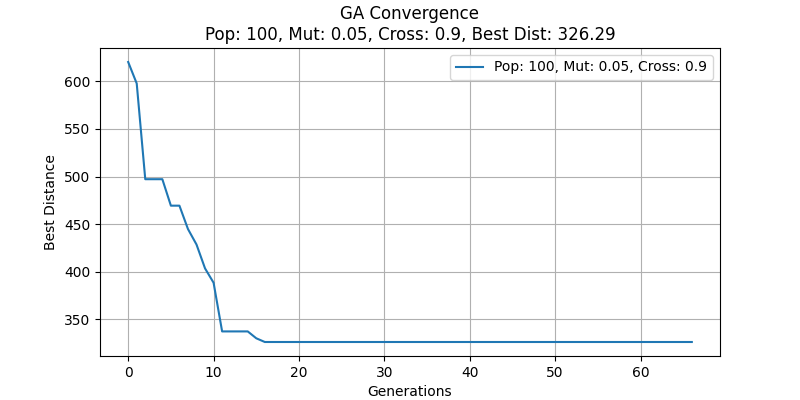 GA Convergence
Pop: 100, Mut: 0.05, Cross: 0.9, Best Dist: 326.29
Pop: 100, Mut: 0.05, Cross: 0.9
600
550
500
450
400
350
Best Distance
0 10 20 30 40 50 60
Generations